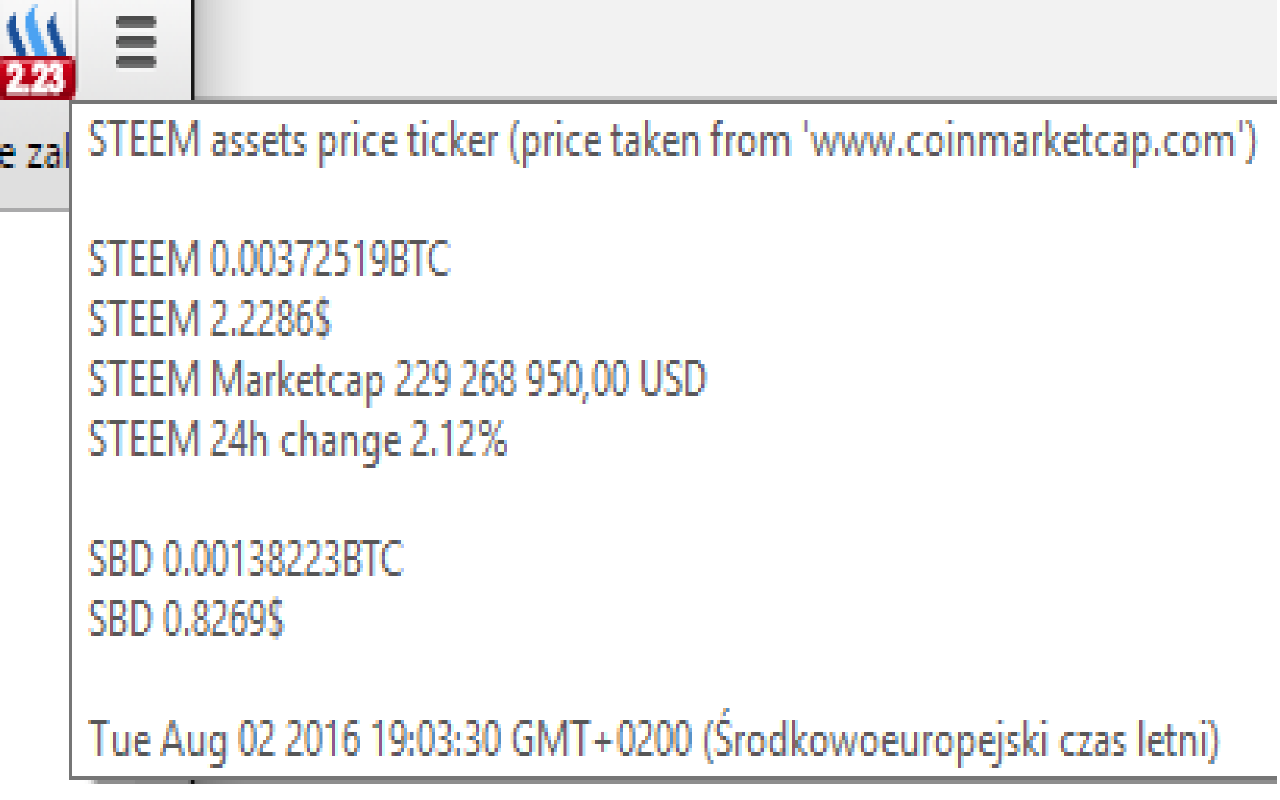 2.23
e zal
STEEM assets price ticker (price taken from 'www.coinmarketcap.com')
STEEM 0.00372519BTC
STEEM 2.2286$
STEEM Marketcap 229 268 950,00 USD
STEEM 24h change 2.12%
SBD 0.00138223BTC
SBD 0.8269$
Tue Aug 02 2016 19:03:30 GMT+0200 (Środkowoeuropejski czas letni)